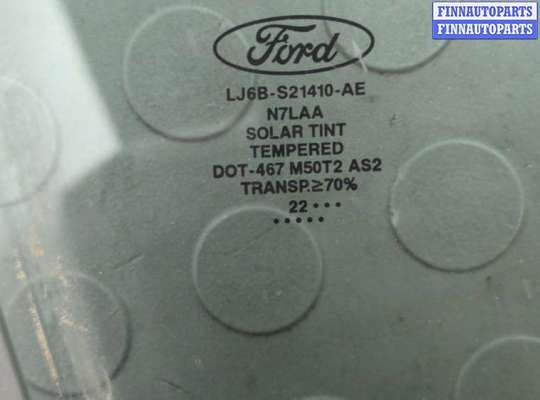 FINNAUTOPARTS
FINNAUTOPARTS
Ford
LJ6B-S21410-AE
N7LAA
SOLAR TINT
TEMPERED
DOT-467 M50T2 AS2
TRANSP.≥70%
22 •••
•••••